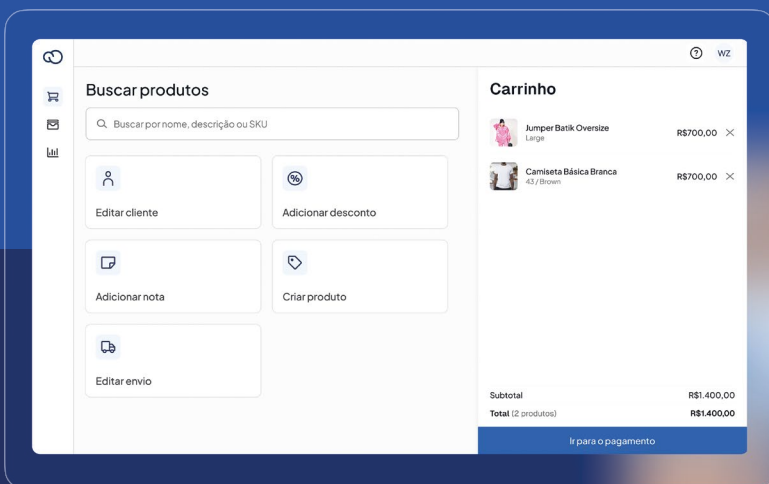 WZ
Buscar produtos
Buscar por nome, descrição ou SKU
Editar cliente
Adicionar desconto
Adicionar nota
Criar produto
Editar envio
Carrinho
Jumper Batik Oversize
Large
R$700,00
Camiseta Básica Branca
43 / Brown
R$700,00
Subtotal R$1.400,00
Total (2 produtos) R$1.400,00
Ir para o pagamento